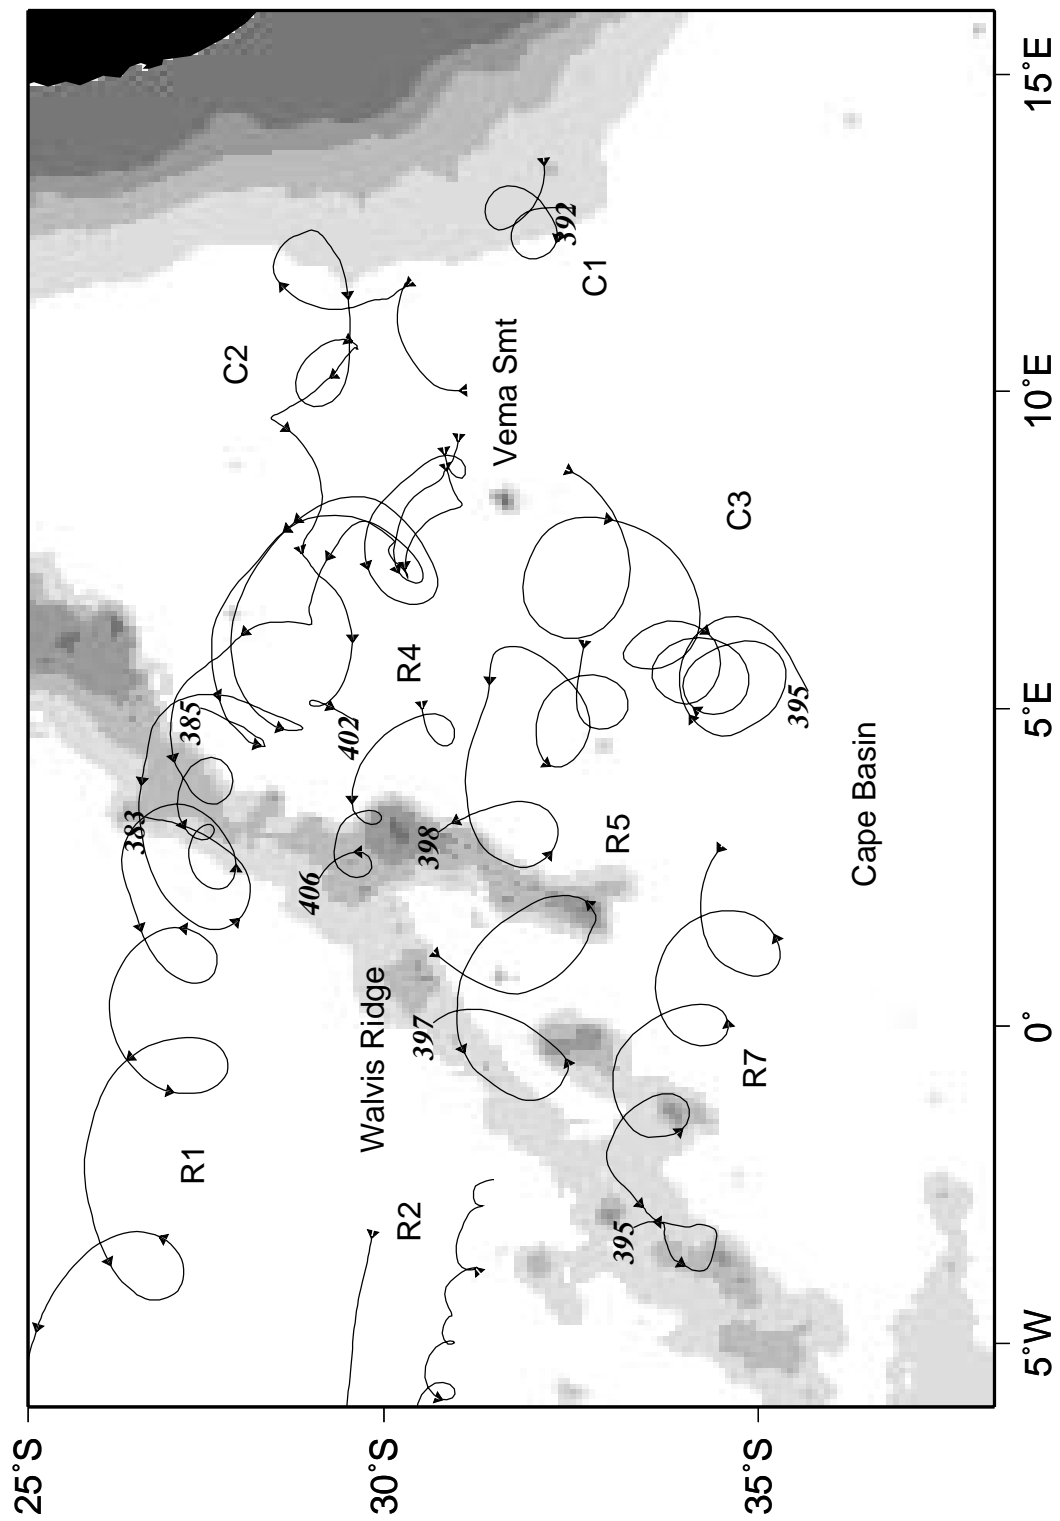 25°S
30°S
35°S
5°W
0°
5°E
10°E
15°E
R1
R2
R4
R5
R7
C1
C2
C3
383
385
392
395
395
397
398
402
406
Walvis Ridge
Vema Smt
Cape Basin